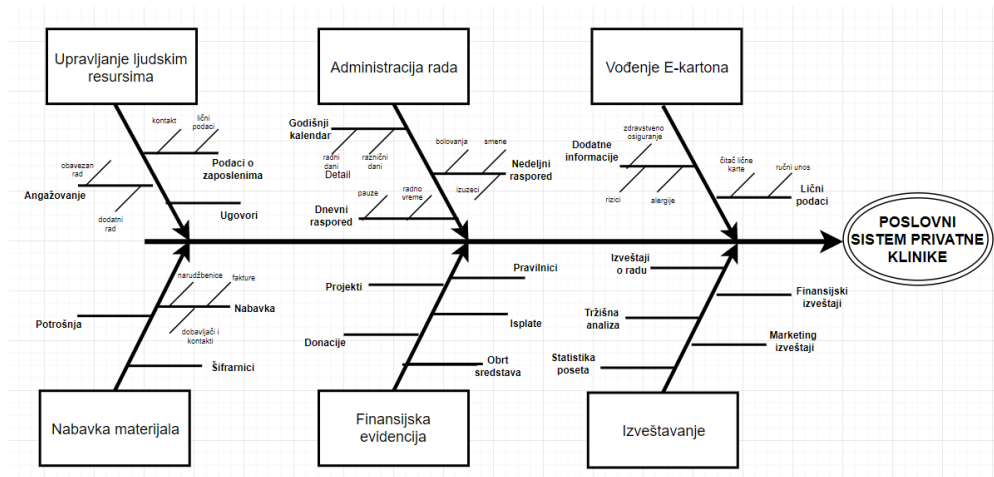 Upravljanje ljudskim
resursima
Administracija rada
Vođenje E-kartona
kontakt
lični
podaci
obavezan
rad
Podaci o
zaposlenima
Angažovanje
dodatni
rad
Ugovori
Godišnji
kalendar
radni
dani
Detail
raznični
dani
bolovanja
smene
Nedeljni
raspored
izuzeci
pauze
radno
vreme
Dnevni
raspored
zdravstveno
osiguranje
Dodatne
informacije
rizici
alergije
čitač lične
karte
ručni unos
Lični
podaci
POSLOVNI
SISTEM PRIVATNE
KLINIKE
narudžbenice
fakture
Nabavka
Potrošnja
dobavljači i
kontakti
Šifrarnici
Pravilnici
Projekti
Isplate
Donacije
Obrt
sredstava
Izveštaji
o radu
Finansijski
izveštaji
Tržišna
analiza
Marketing
izveštaji
Statistika
poseta
Nabavka materijala
Finansijska
evidencija
Izveštavanje